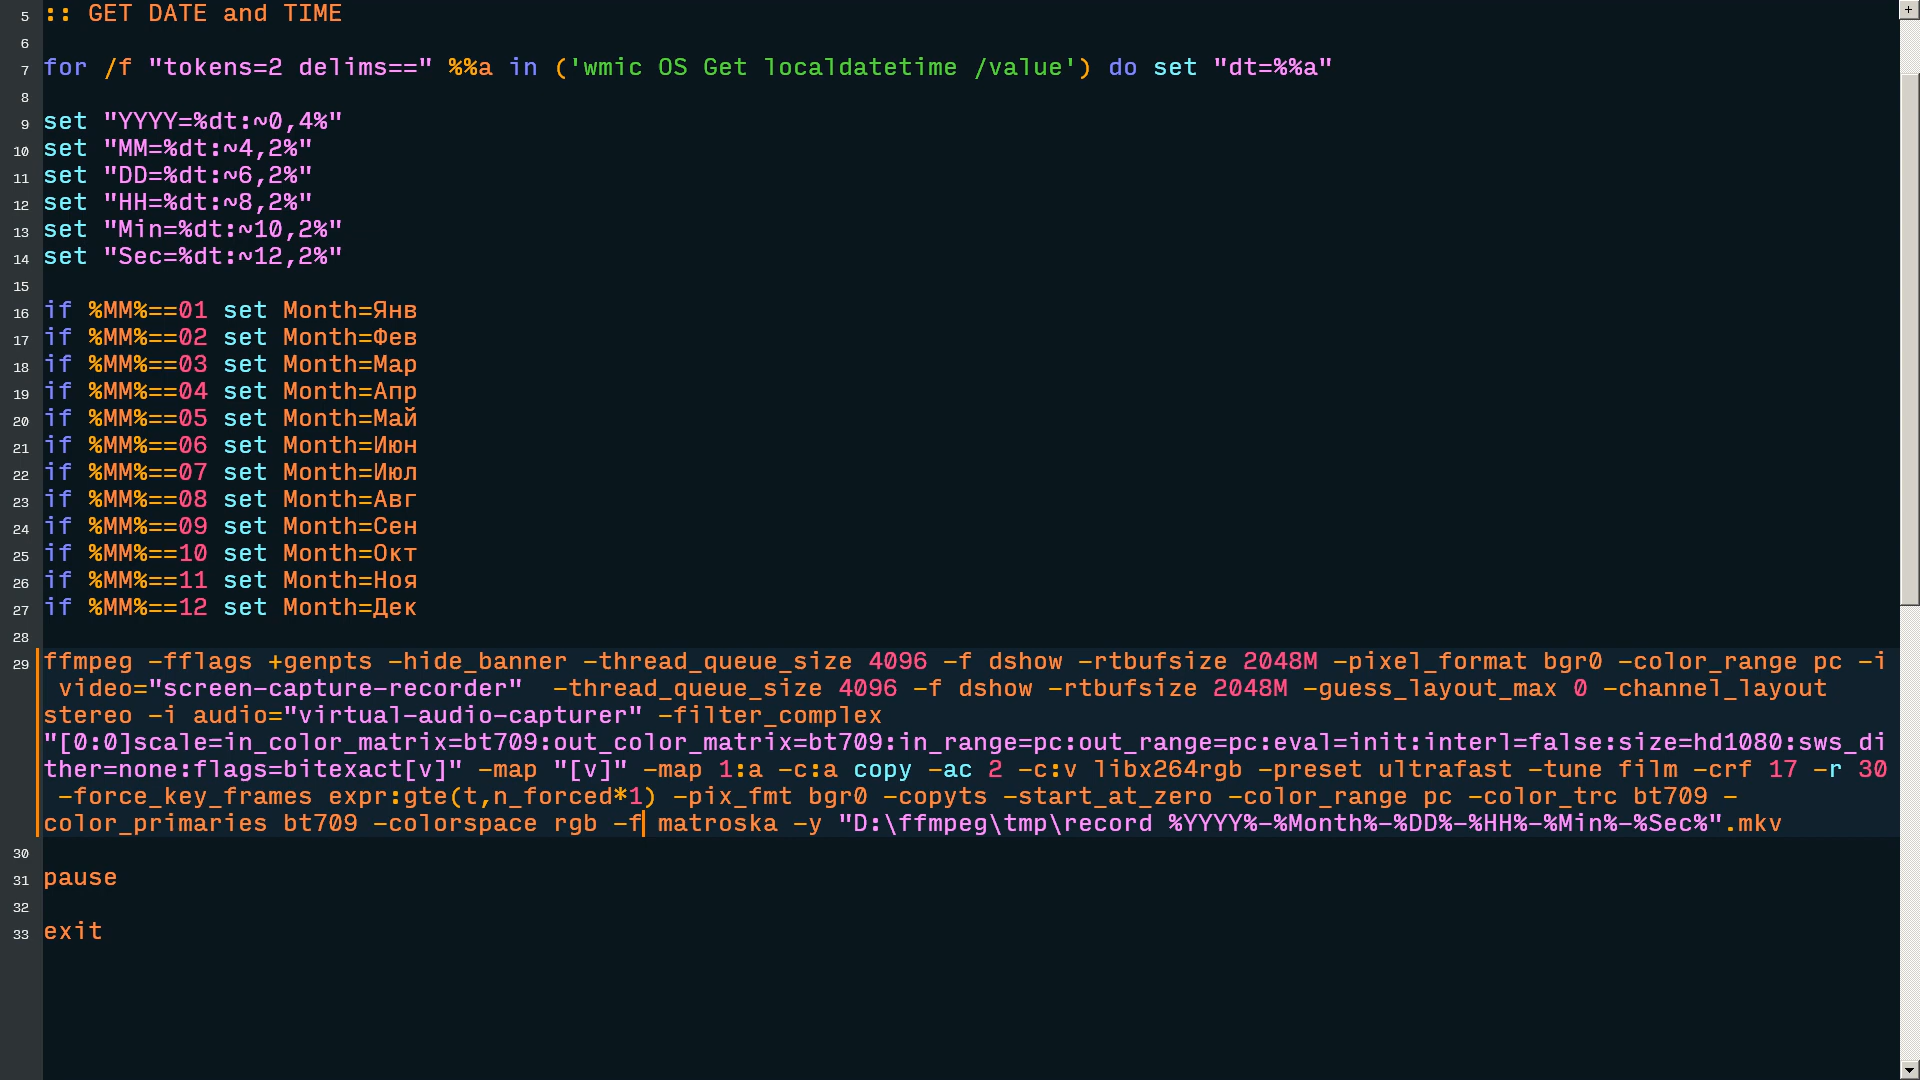 5 :: GET DATE and TIME
6
7 for /f "tokens=2 delims==" %%a in ('wmic OS Get localdatetime /value') do set "dt=%%a"
8
9 set "YYYY=%dt:~0,4%"
10 set "MM=%dt:~4,2%"
11 set "DD=%dt:~6,2%"
12 set "HH=%dt:~8,2%"
13 set "Min=%dt:~10,2%"
14 set "Sec=%dt:~12,2%"
15
16 if %MM%==01 set Month=Янв
17 if %MM%==02 set Month=Фев
18 if %MM%==03 set Month=Мар
19 if %MM%==04 set Month=Апр
20 if %MM%==05 set Month=Май
21 if %MM%==06 set Month=Июн
22 if %MM%==07 set Month=Июл
23 if %MM%==08 set Month=Авг
24 if %MM%==09 set Month=Сен
25 if %MM%==10 set Month=Окт
26 if %MM%==11 set Month=Ноя
27 if %MM%==12 set Month=Дек
28
29 ffmpeg -fflags +genpts -hide_banner -thread_queue_size 4096 -f dshow -rtbufsize 2048M -pixel_format bgr0 -color_range pc -i
video="screen-capture-recorder"  -thread_queue_size 4096 -f dshow -rtbufsize 2048M -guess_layout_max 0 -channel_layout
stereo -i audio="virtual-audio-capturer" -filter_complex
"[0:0]scale=in_color_matrix=bt709:out_color_matrix=bt709:in_range=pc:out_range=pc:eval=init:interl=false:size=hd1080:sws_di
ther=none:flags=bitexact[v]" -map "[v]" -map 1:a -c:a copy -ac 2 -c:v libx264rgb -preset ultrafast -tune film -crf 17 -r 30
-force_key_frames expr:gte(t,n_forced*1) -pix_fmt bgr0 -copyts -start_at_zero -color_range pc -color_trc bt709 -
color_primaries bt709 -colorspace rgb -f matroska -y "D:\ffmpeg\tmp\record %YYYY%-%Month%-%DD%-%HH%-%Min%-%Sec%".mkv
30
31 pause
32
33 exit